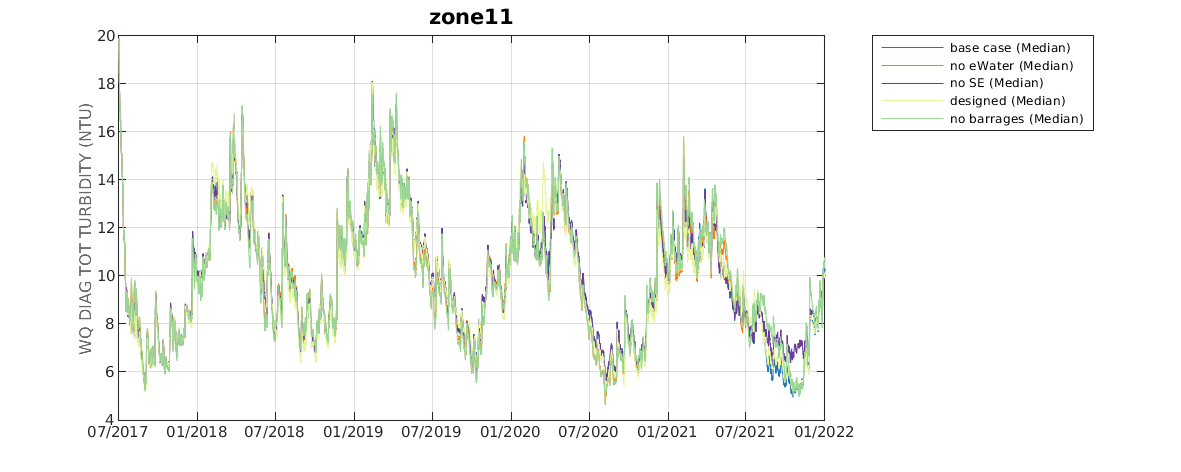 zone11
WQ DIAG TOT TURBIDITY (NTU)
20
18
16
14
12
10
8
6
4
07/2017 01/2018 07/2018 01/2019 07/2019 01/2020 07/2020 01/2021 07/2021 01/2022
base case (Median)
no eWater (Median)
no SE (Median)
designed (Median)
no barrages (Median)